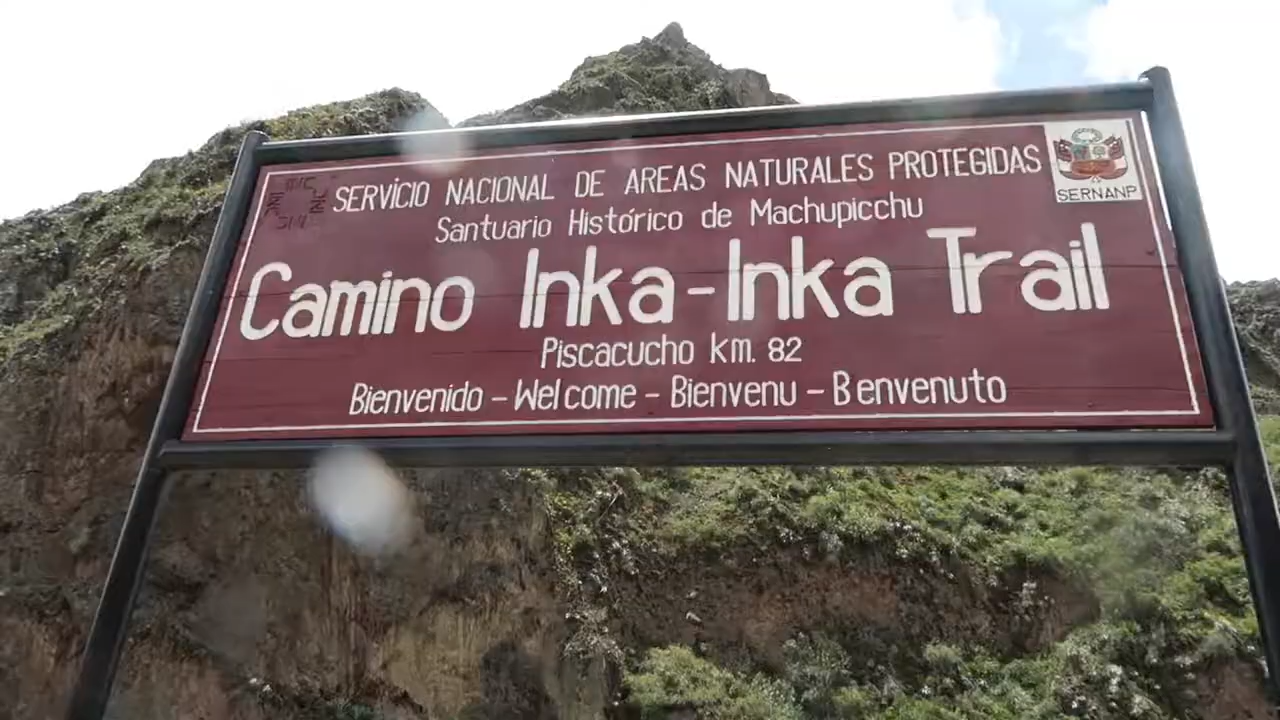 SERVICIO NACIONAL DE AREAS NATURALES PROTEGIDAS
SERNANP
Santuario Histórico de Machupicchu
Camino Inka-Inka Trail
Piscacucho km. 82
Bienvenido - Welcome - Bienvenu - Benvenuto